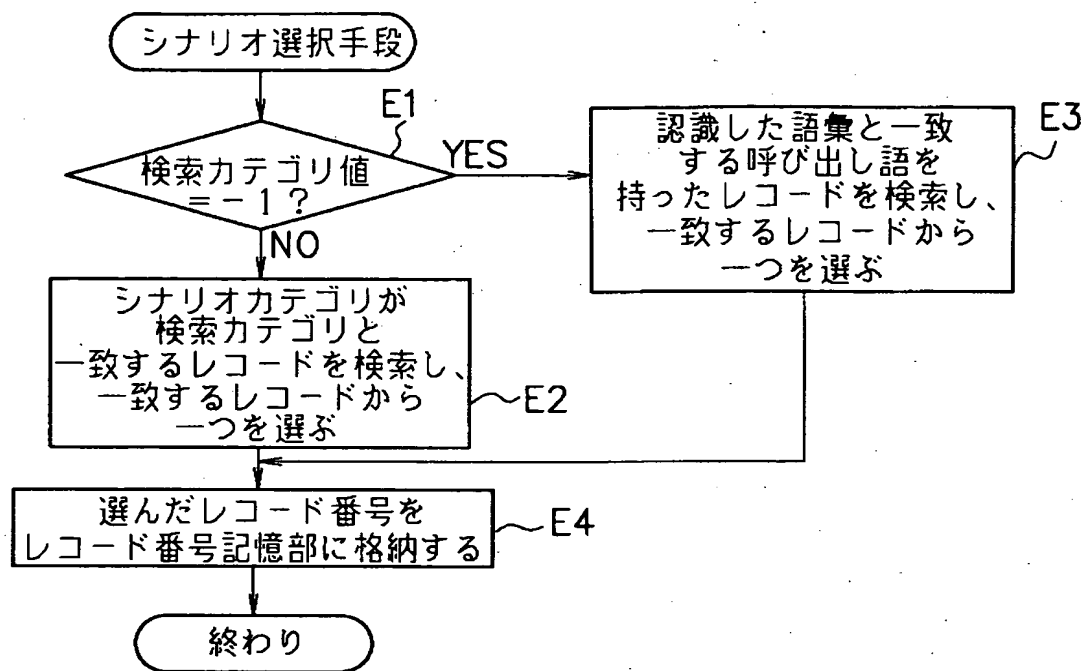 シナリオ選択手段
E1
検索カテゴリ値
=-1?
YES
NO
E3
認識した語彙と一致
する呼び出し語を
持ったレコードを検索し、
一致するレコードから
一つを選ぶ
シナリオカテゴリが
検索カテゴリと
一致するレコードを検索し、
一致するレコードから
一つを選ぶ
E2
選んだレコード番号を
レコード番号記憶部に格納する
E4
終わり